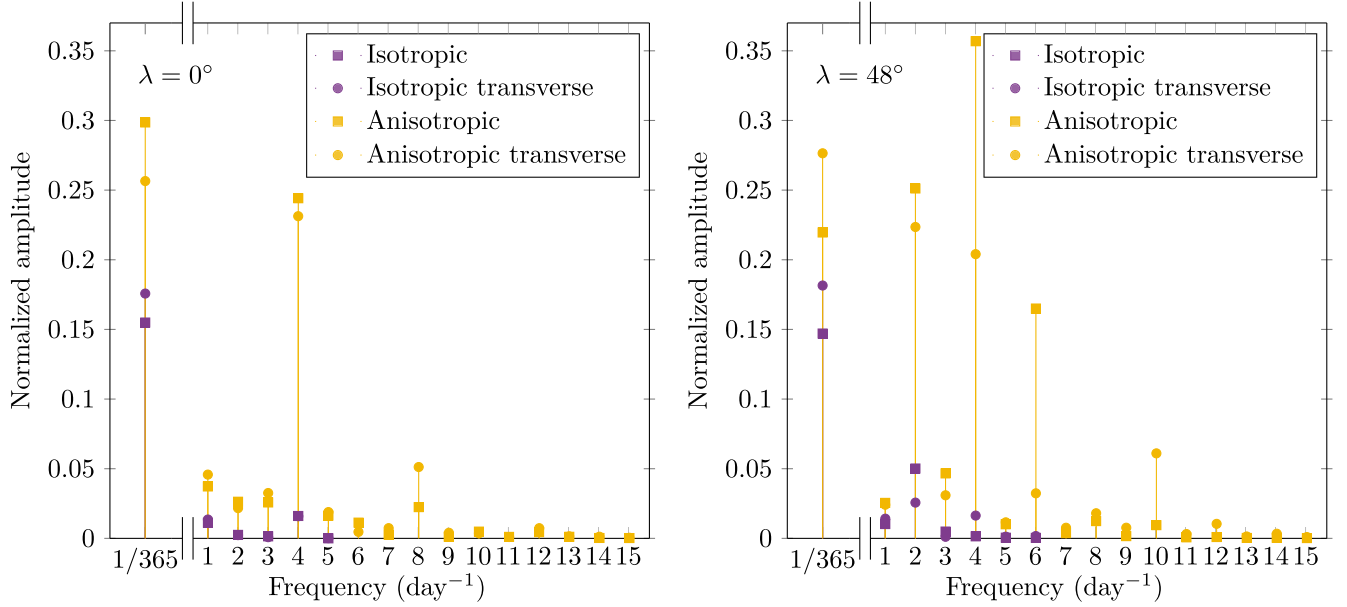 0.35
0.3
0.25
0.2
0.15
0.1
0.05
0
Normalized amplitude
λ = 0°
Isotropic
Isotropic transverse
Anisotropic
Anisotropic transverse
1/365 1 2 3 4 5 6 7 8 9 10 11 12 13 14 15
Frequency (day⁻¹)
0.35
0.3
0.25
0.2
0.15
0.1
0.05
0
Normalized amplitude
λ = 48°
Isotropic
Isotropic transverse
Anisotropic
Anisotropic transverse
1/365 1 2 3 4 5 6 7 8 9 10 11 12 13 14 15
Frequency (day⁻¹)